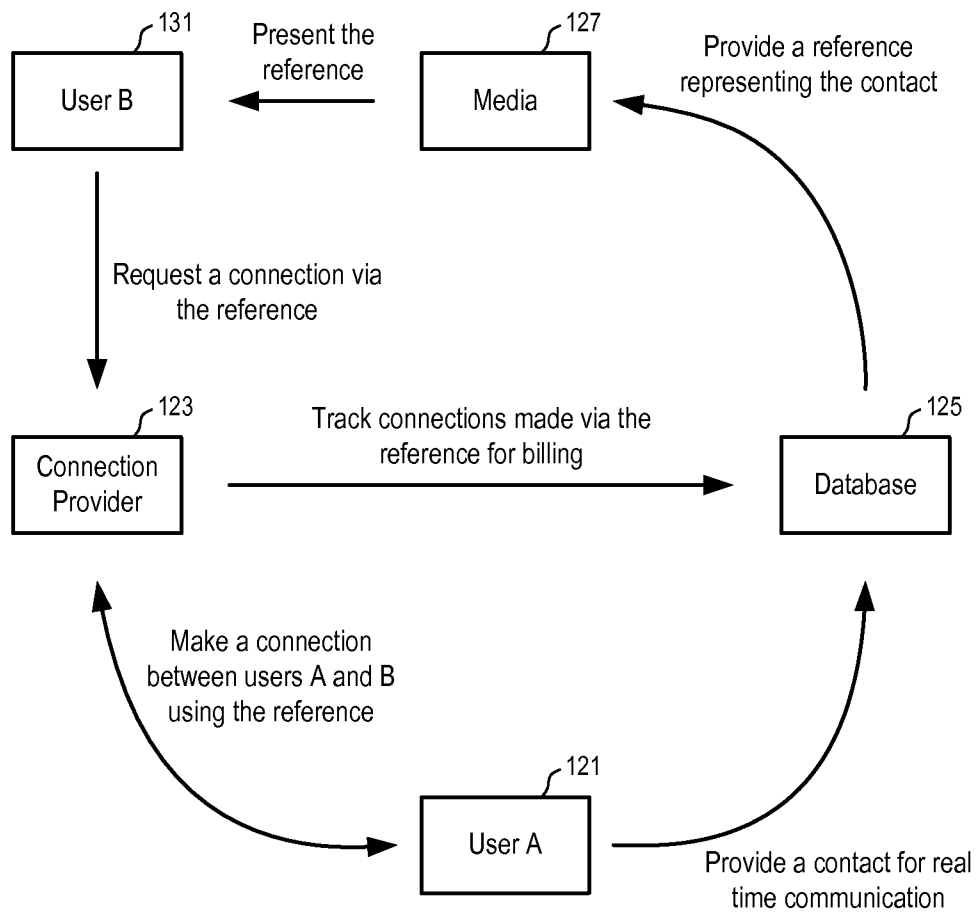 131
User B
Present the
reference
127
Media
Provide a reference
representing the contact
Request a connection via
the reference
123
Connection
Provider
Track connections made via the
reference for billing
125
Database
Make a connection
between users A and B
using the reference
121
User A
Provide a contact for real
time communication